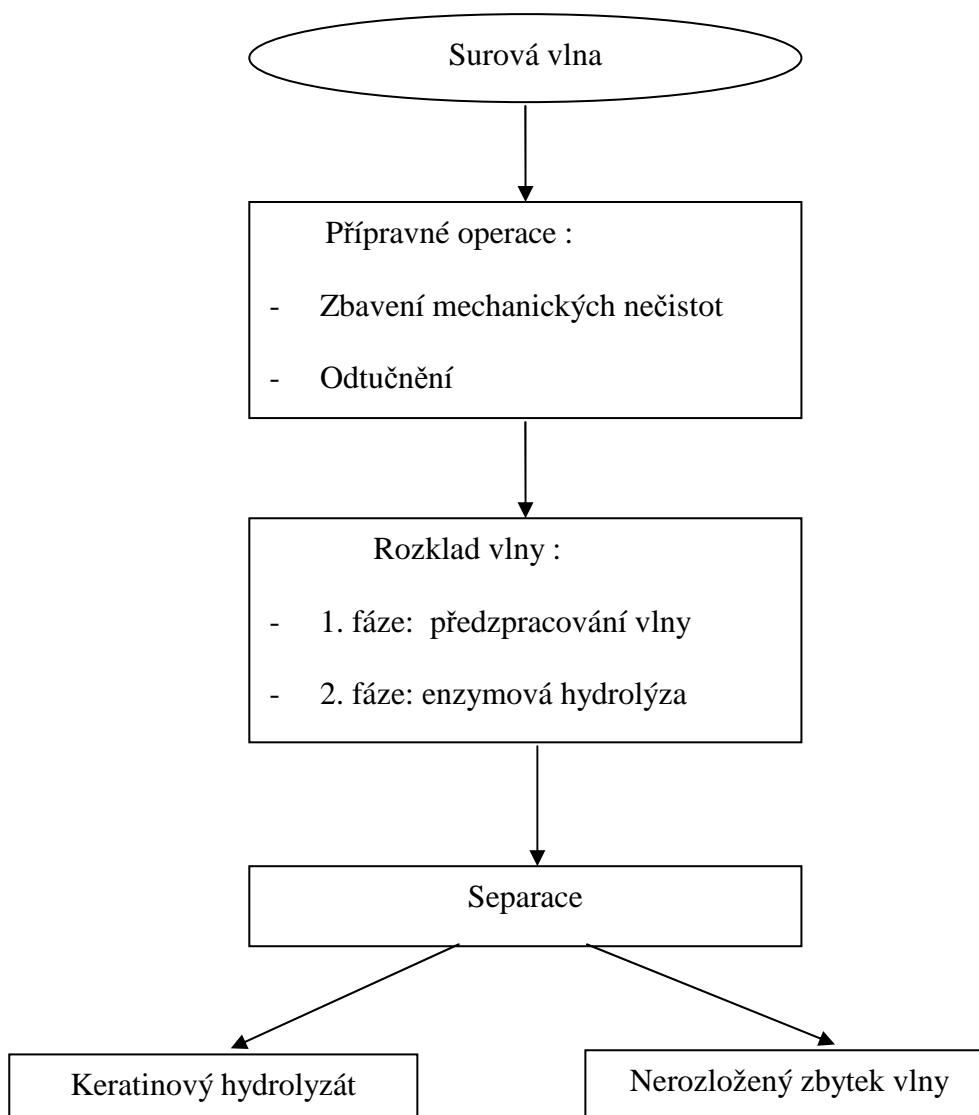 Surová vlna
Přípravné operace :
- Zbavení mechanických nečistot
- Odtučnění
Rozklad vlny :
- 1. fáze: předzpracování vlny
- 2. fáze: enzymová hydrolýza
Separace
Keratinový hydrolyzát
Nerozložený zbytek vlny